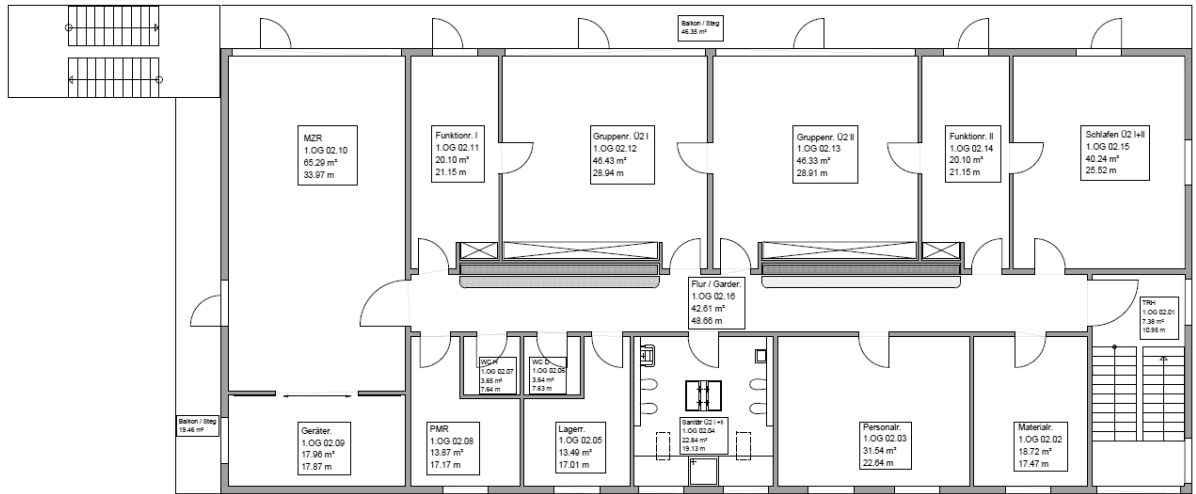 Balkon / Steg
46.35 m²
MZR
1.OG 02.10
65.29 m²
33.97 m
Funktionr. I
1.OG 02.11
20.10 m²
21.15 m
Gruppenr. Ü2 I
1.OG 02.12
46.43 m²
28.94 m
Gruppenr. Ü2 II
1.OG 02.13
46.33 m²
28.91 m
Funktionr. II
1.OG 02.14
20.10 m²
21.15 m
Schlafen Ü2 I+II
1.OG 02.15
40.24 m²
25.52 m
Flur / Garder.
1.OG 02.16
42.61 m²
48.66 m
TRH
1.OG 02.01
7.38 m²
10.95 m
WC H
1.OG 02.07
3.65 m²
7.64 m
WC D
1.OG 02.06
3.64 m²
7.63 m
Balkon / Steg
19.46 m²
Geräter.
1.OG 02.09
17.96 m²
17.87 m
PMR
1.OG 02.08
13.87 m²
17.17 m
Lagerr.
1.OG 02.05
13.49 m²
17.01 m
Sanitär Ü2 I +II
1.OG 02.04
22.84 m²
19.13 m
Personalr.
1.OG 02.03
31.54 m²
22.64 m
Materialr.
1.OG 02.02
18.72 m²
17.47 m